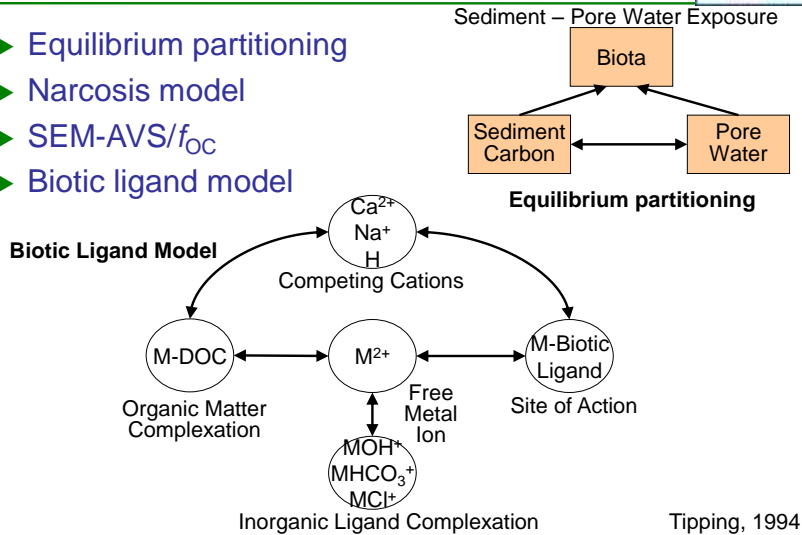 Sediment – Pore Water Exposure
Equilibrium partitioning
Narcosis model
SEM-AVS/fOC
Biotic ligand model
Biota
Sediment
Carbon
Pore
Water
Equilibrium partitioning
Biotic Ligand Model
Ca2+
Na+
H
Competing Cations
M-DOC
Organic Matter
Complexation
M2+
Free
Metal
Ion
M-Biotic
Ligand
Site of Action
MOH+
MHCO3+
MCl+
Inorganic Ligand Complexation
Tipping, 1994